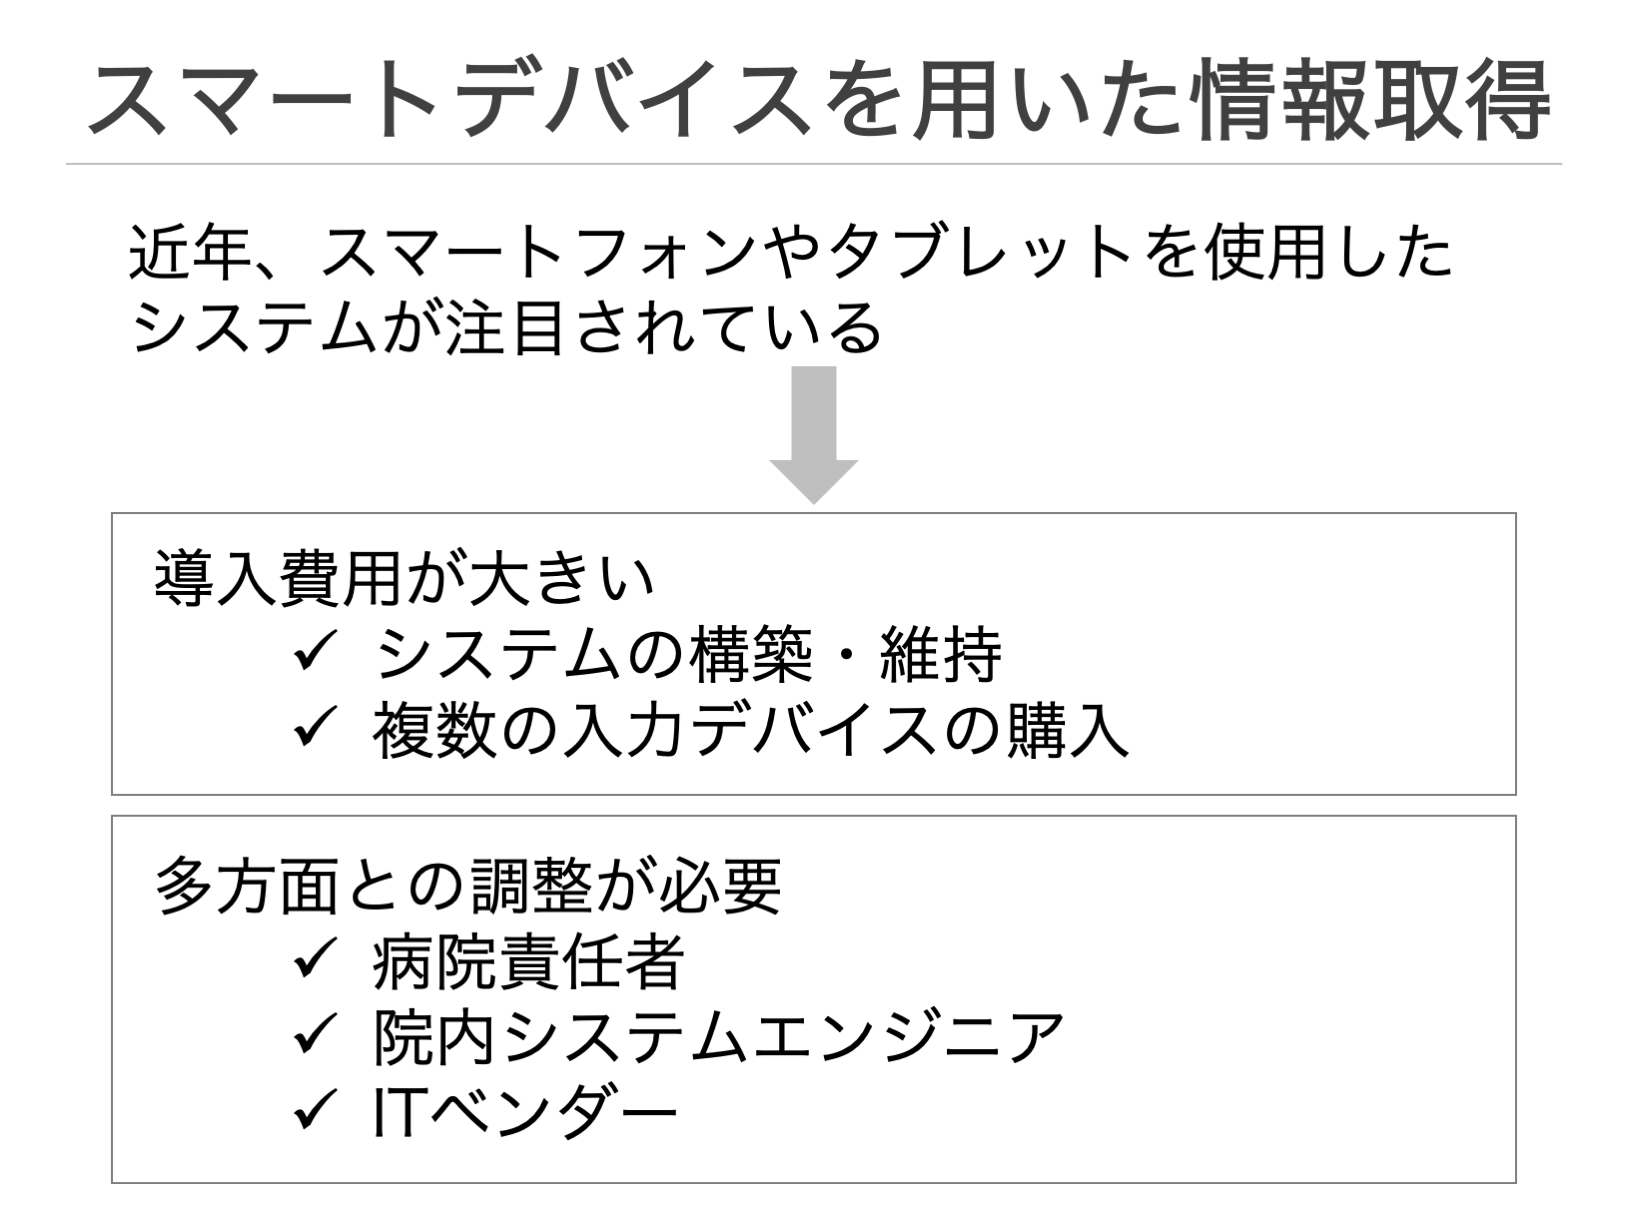 スマートデバイスを用いた情報取得
近年、スマートフォンやタブレットを使用した
システムが注目されている
導入費用が大きい
✓ システムの構築・維持
✓ 複数の入力デバイスの購入
多方面との調整が必要
✓ 病院責任者
✓ 院内システムエンジニア
✓ ITベンダー